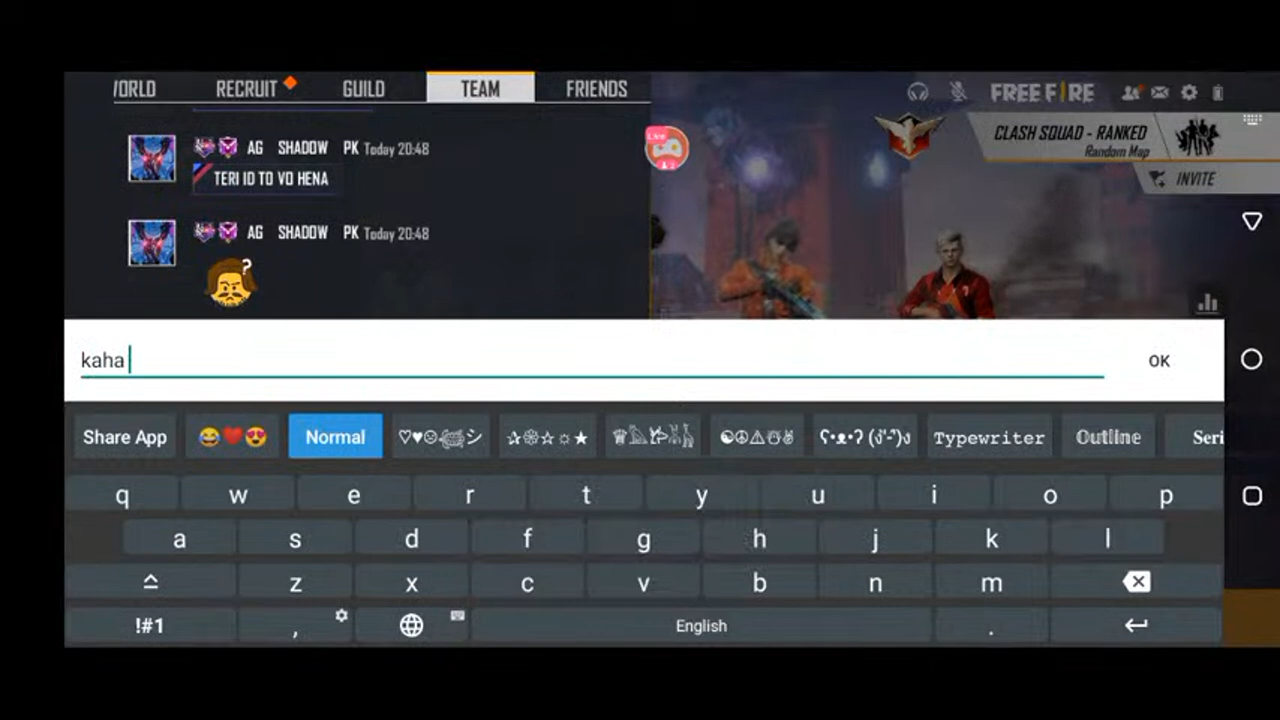 /ORLD RECRUIT GUILD TEAM FRIENDS
FREE FIRE
AG SHADOW PK Today 20:48
TERI ID TO VO HENA
CLASH SQUAD - RANKED
Random Map
INVITE
AG SHADOW PK Today 20:48
?
kaha
OK
Share App 😂❤️😍 Normal Typewriter Outline Seri
q w e r t y u i o p
a s d f g h j k l
z x c v b n m
!#1 , English .